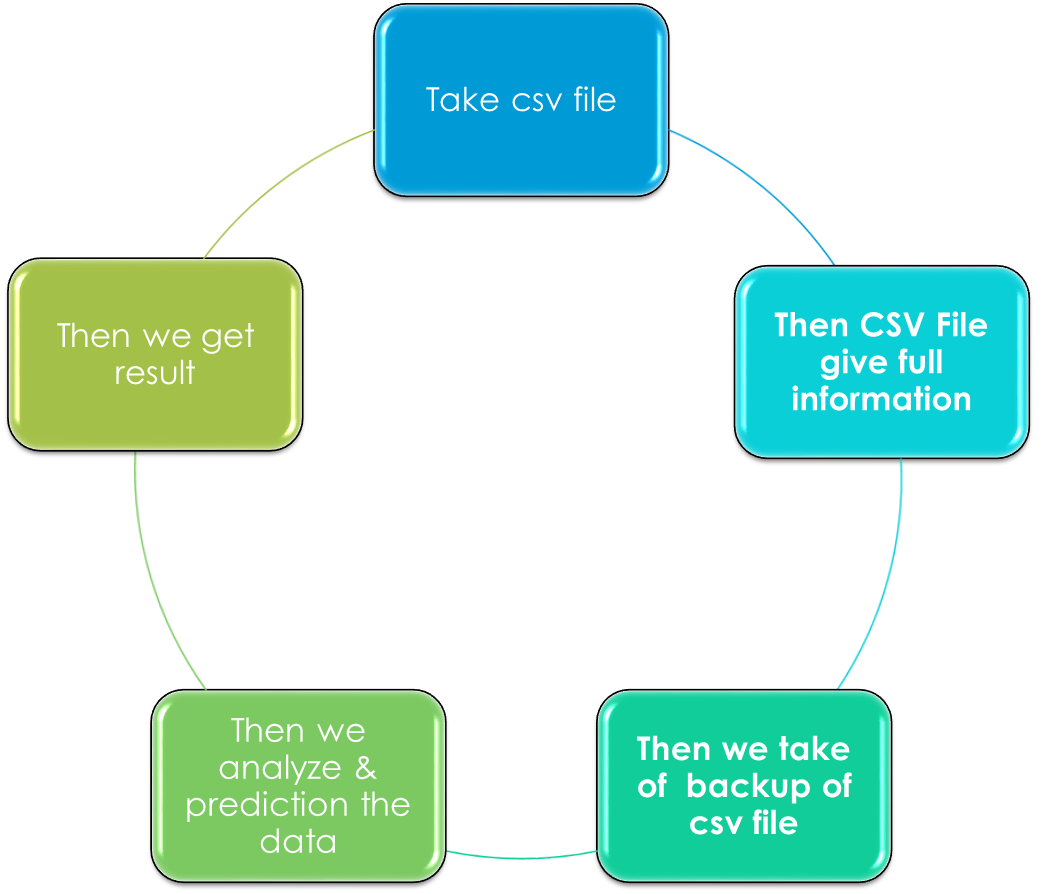 Take csv file
Then CSV File
give full
information
Then we take
of  backup of
csv file
Then we
analyze &
prediction the
data
Then we get
result